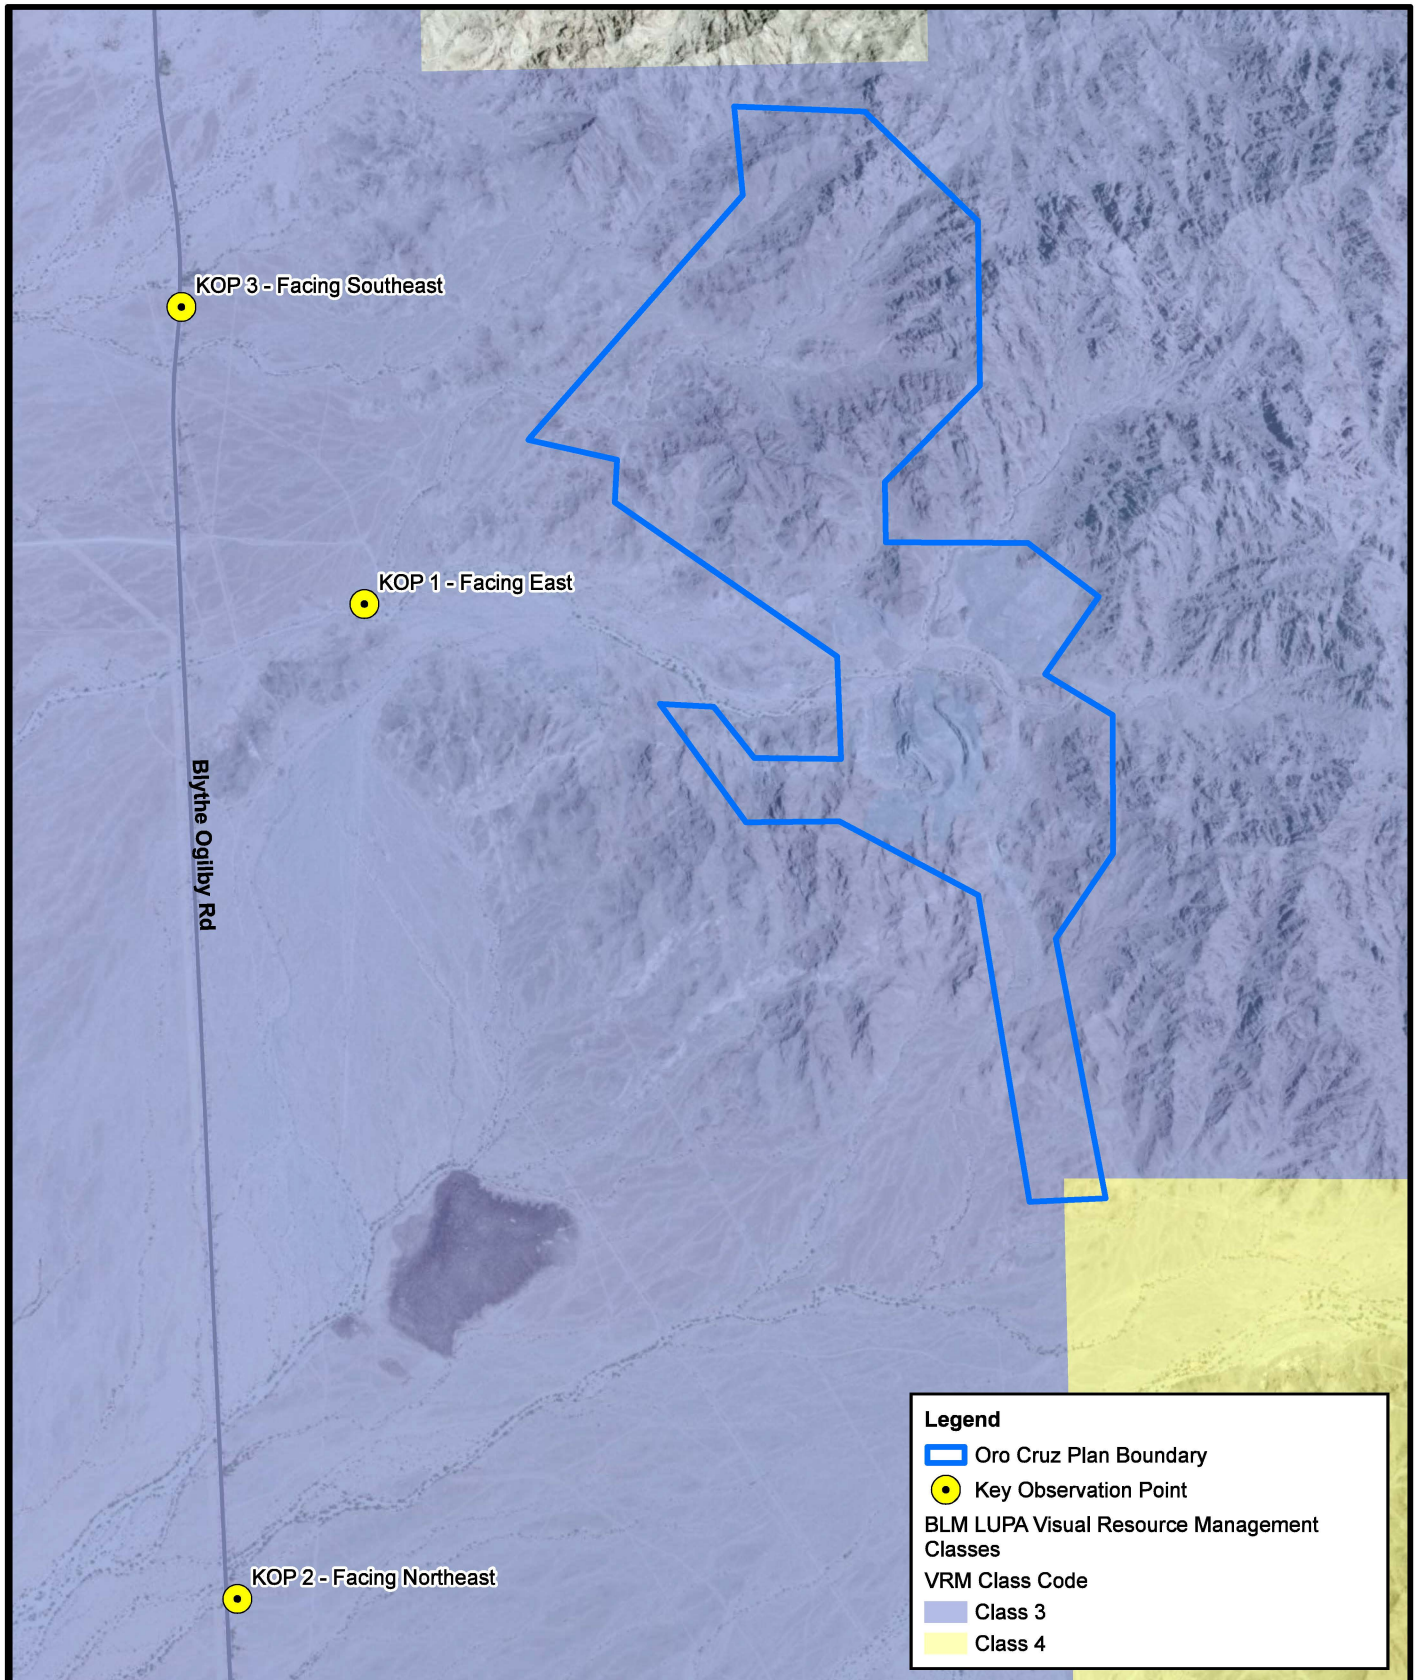 KOP 3 - Facing Southeast
KOP 1 - Facing East
Blythe Ogilby Rd
KOP 2 - Facing Northeast
Legend
Oro Cruz Plan Boundary
Key Observation Point
BLM LUPA Visual Resource Management
Classes
VRM Class Code
Class 3
Class 4